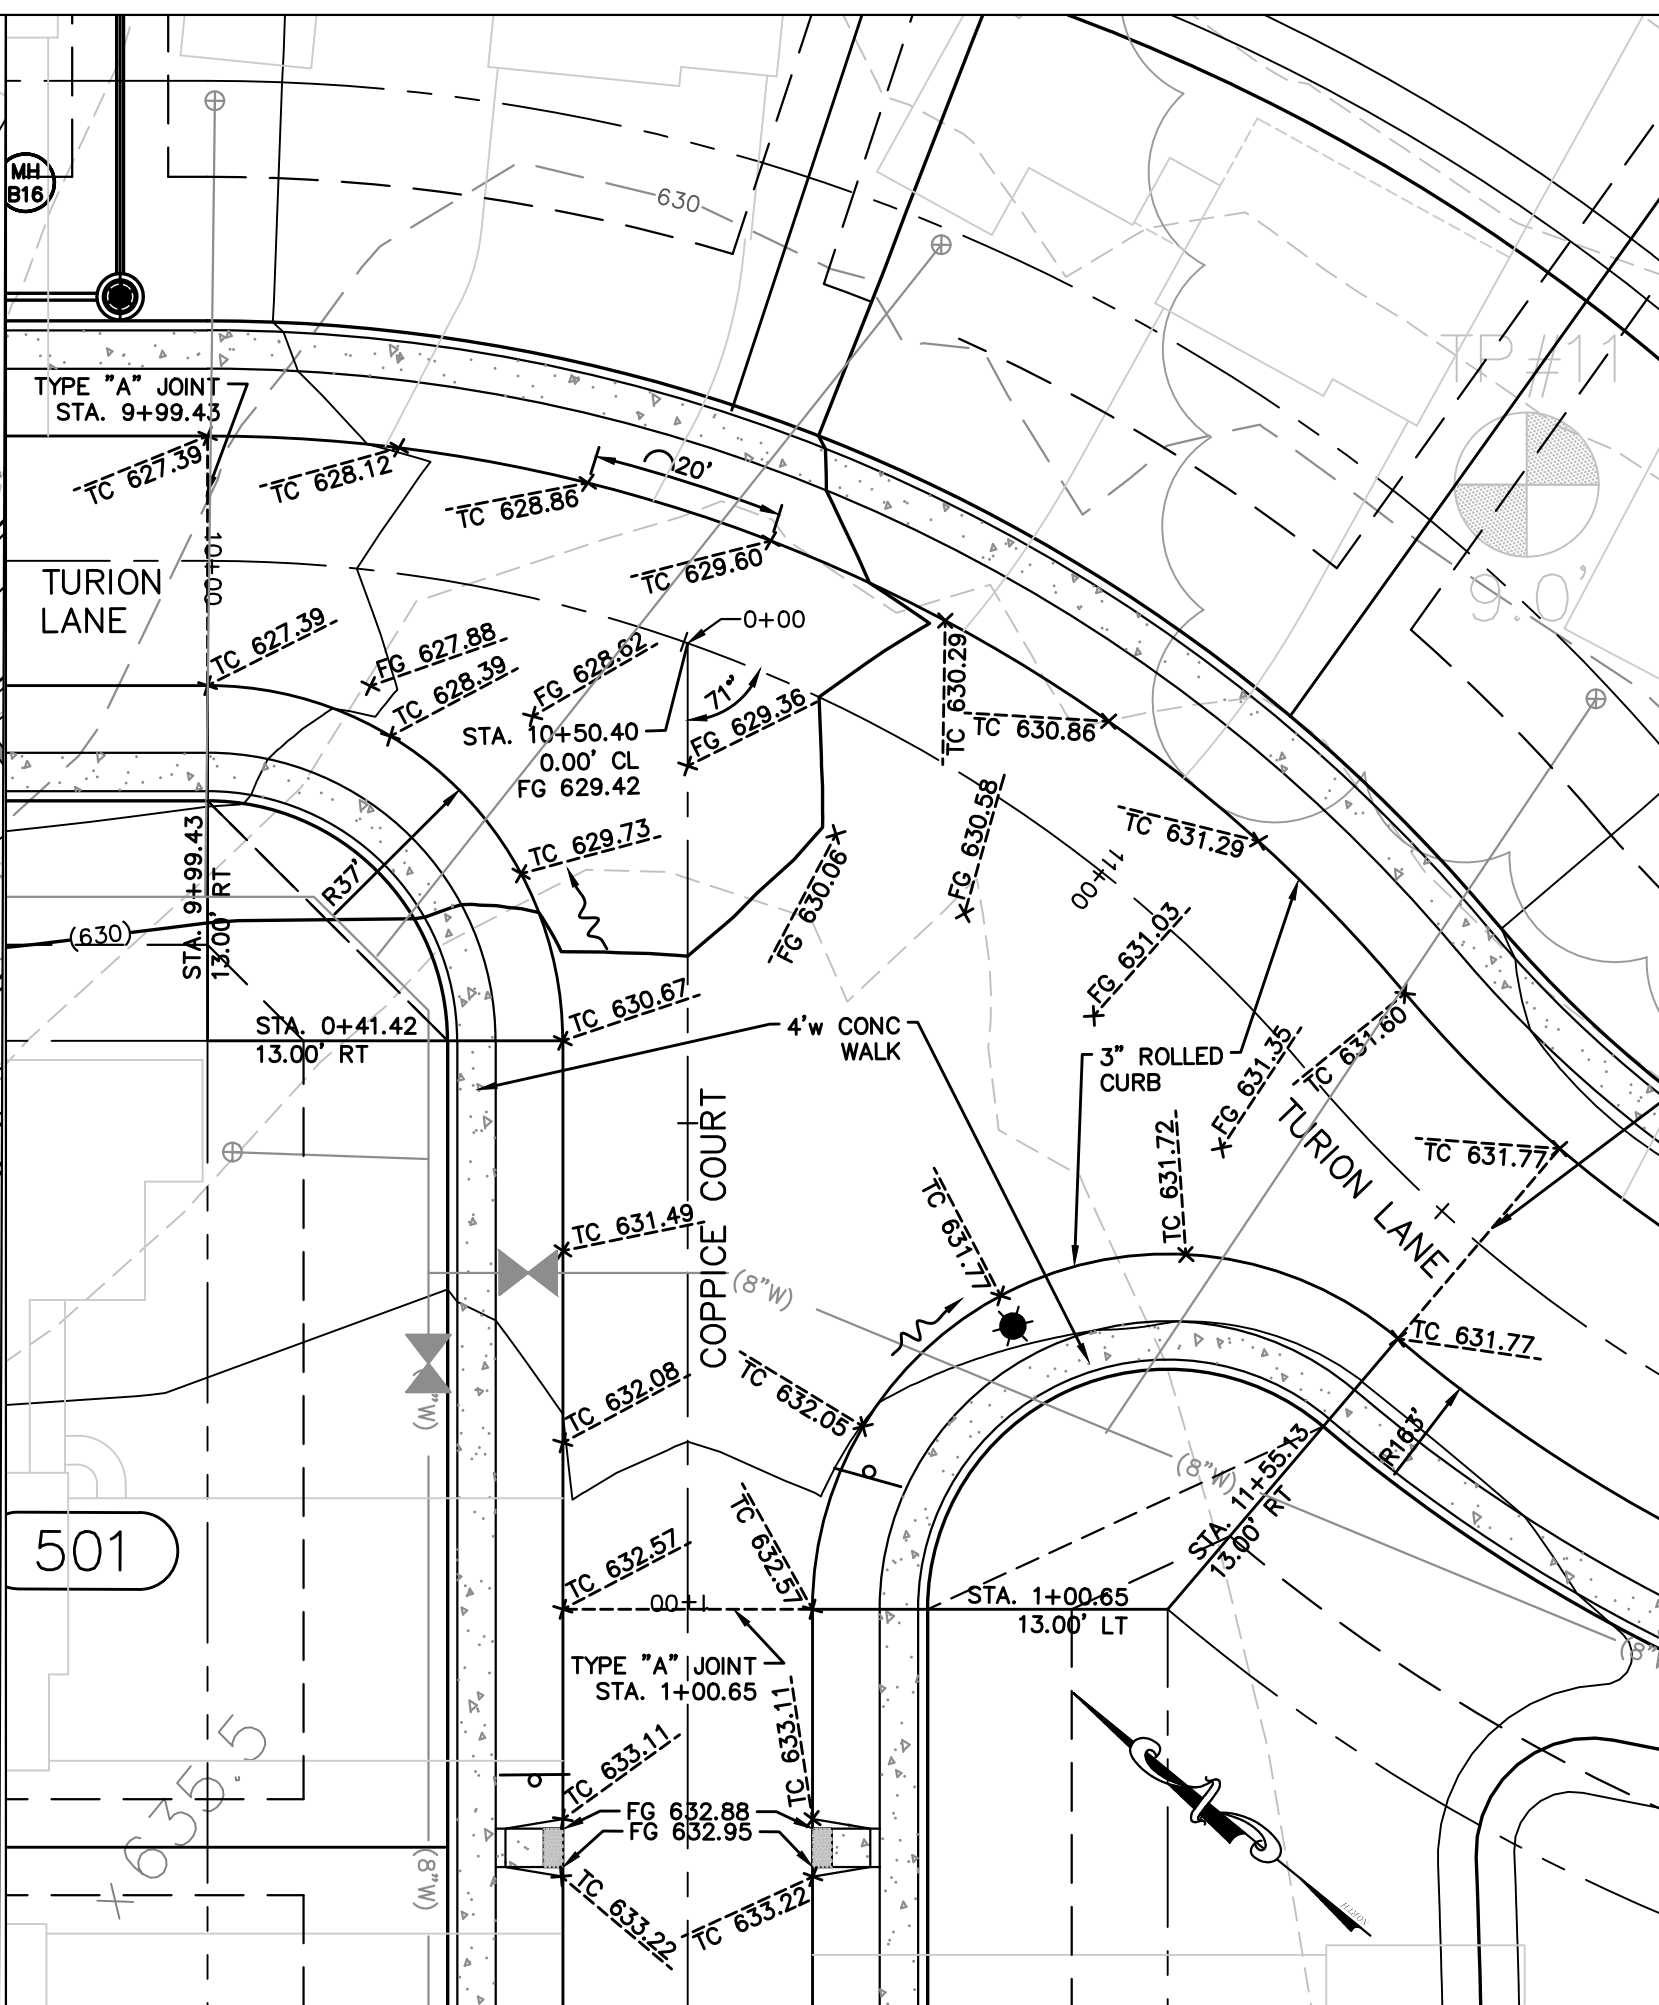 MH
B16
630
TP #11
9.0'
TYPE "A" JOINT
STA. 9+99.43
TC 627.39
TC 628.12
TC 628.86
20'
TC 629.60
10+00
TURION
LANE
TC 627.39
FG 627.88
TC 628.39
FG 628.62
0+00
71°
FG 629.36
STA. 10+50.40
0.00' CL
FG 629.42
TC 630.29
TC 630.86
FG 630.58
TC 631.29
11+00
TC 629.73
FG 630.06
R37'
STA. 9+99.43
13.00' RT
(630)
FG 631.03
TC 631.60
FG 631.35
TC 630.67
STA. 0+41.42
13.00' RT
4'w CONC
WALK
3" ROLLED
CURB
TURION LANE
TC 631.77
TC 631.72
TC 631.77
TC 631.49
COPPICE COURT
(8"W)
TC 631.77
("W)
TC 632.08
TC 632.05
R163'
(8"W)
STA. 11+55.13
13.00' RT
501
TC 632.57
TC 632.57
1+00
STA. 1+00.65
13.00' LT
(8"W
TYPE "A" JOINT
STA. 1+00.65
TC 633.11
TC 633.11
FG 632.88
FG 632.95
TC 633.22
TC 633.22
(8"W)
635.5
NORTH